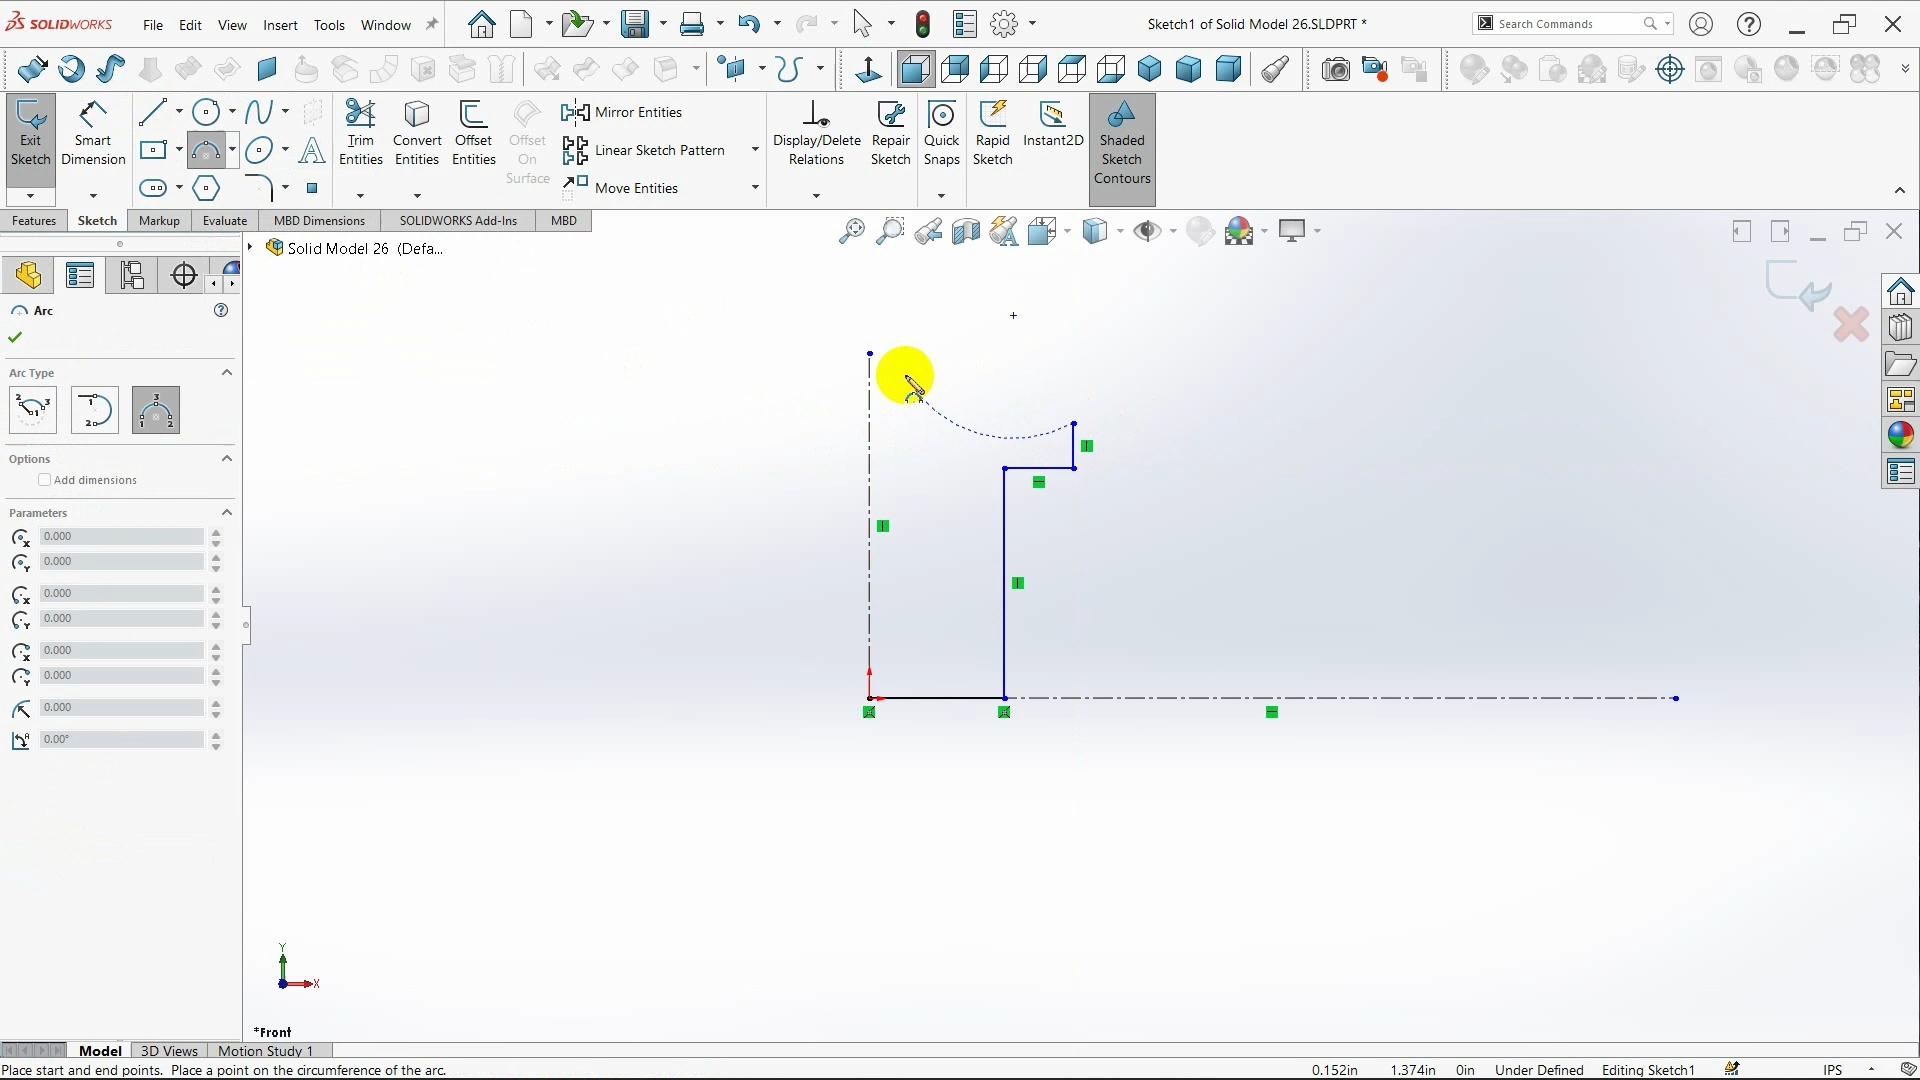 SOLIDWORKS File Edit View Insert Tools Window Sketch1 of Solid Model 26.SLDPRT * Search Commands
Exit Sketch
Smart Dimension
Trim Entities
Convert Entities
Offset Entities
Offset On Surface
Mirror Entities
Linear Sketch Pattern
Move Entities
Display/Delete Relations
Repair Sketch
Quick Snaps
Rapid Sketch
Instant2D
Shaded Sketch Contours
Features Sketch Markup Evaluate MBD Dimensions SOLIDWORKS Add-Ins MBD
Solid Model 26 (Defa...
Arc
Arc Type
Options
Add dimensions
Parameters
0.000
0.000
0.000
0.000
0.000
0.000
0.000
0.00°
Y
X
*Front
Model 3D Views Motion Study 1
Place start and end points. Place a point on the circumference of the arc. 0.152in 1.374in 0in Under Defined Editing Sketch1 IPS